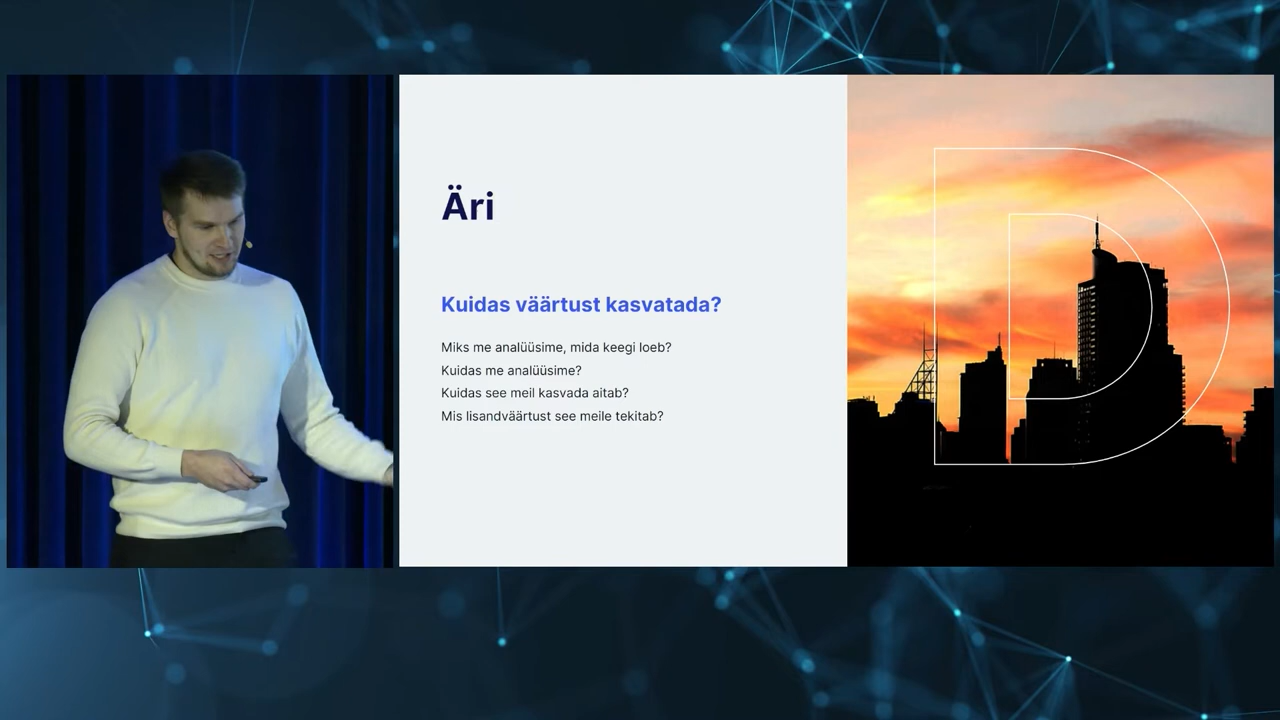 Äri
Kuidas väärtust kasvatada?
Miks me analüüsime, mida keegi loeb?
Kuidas me analüüsime?
Kuidas see meil kasvada aitab?
Mis lisandväärtust see meile tekitab?
D